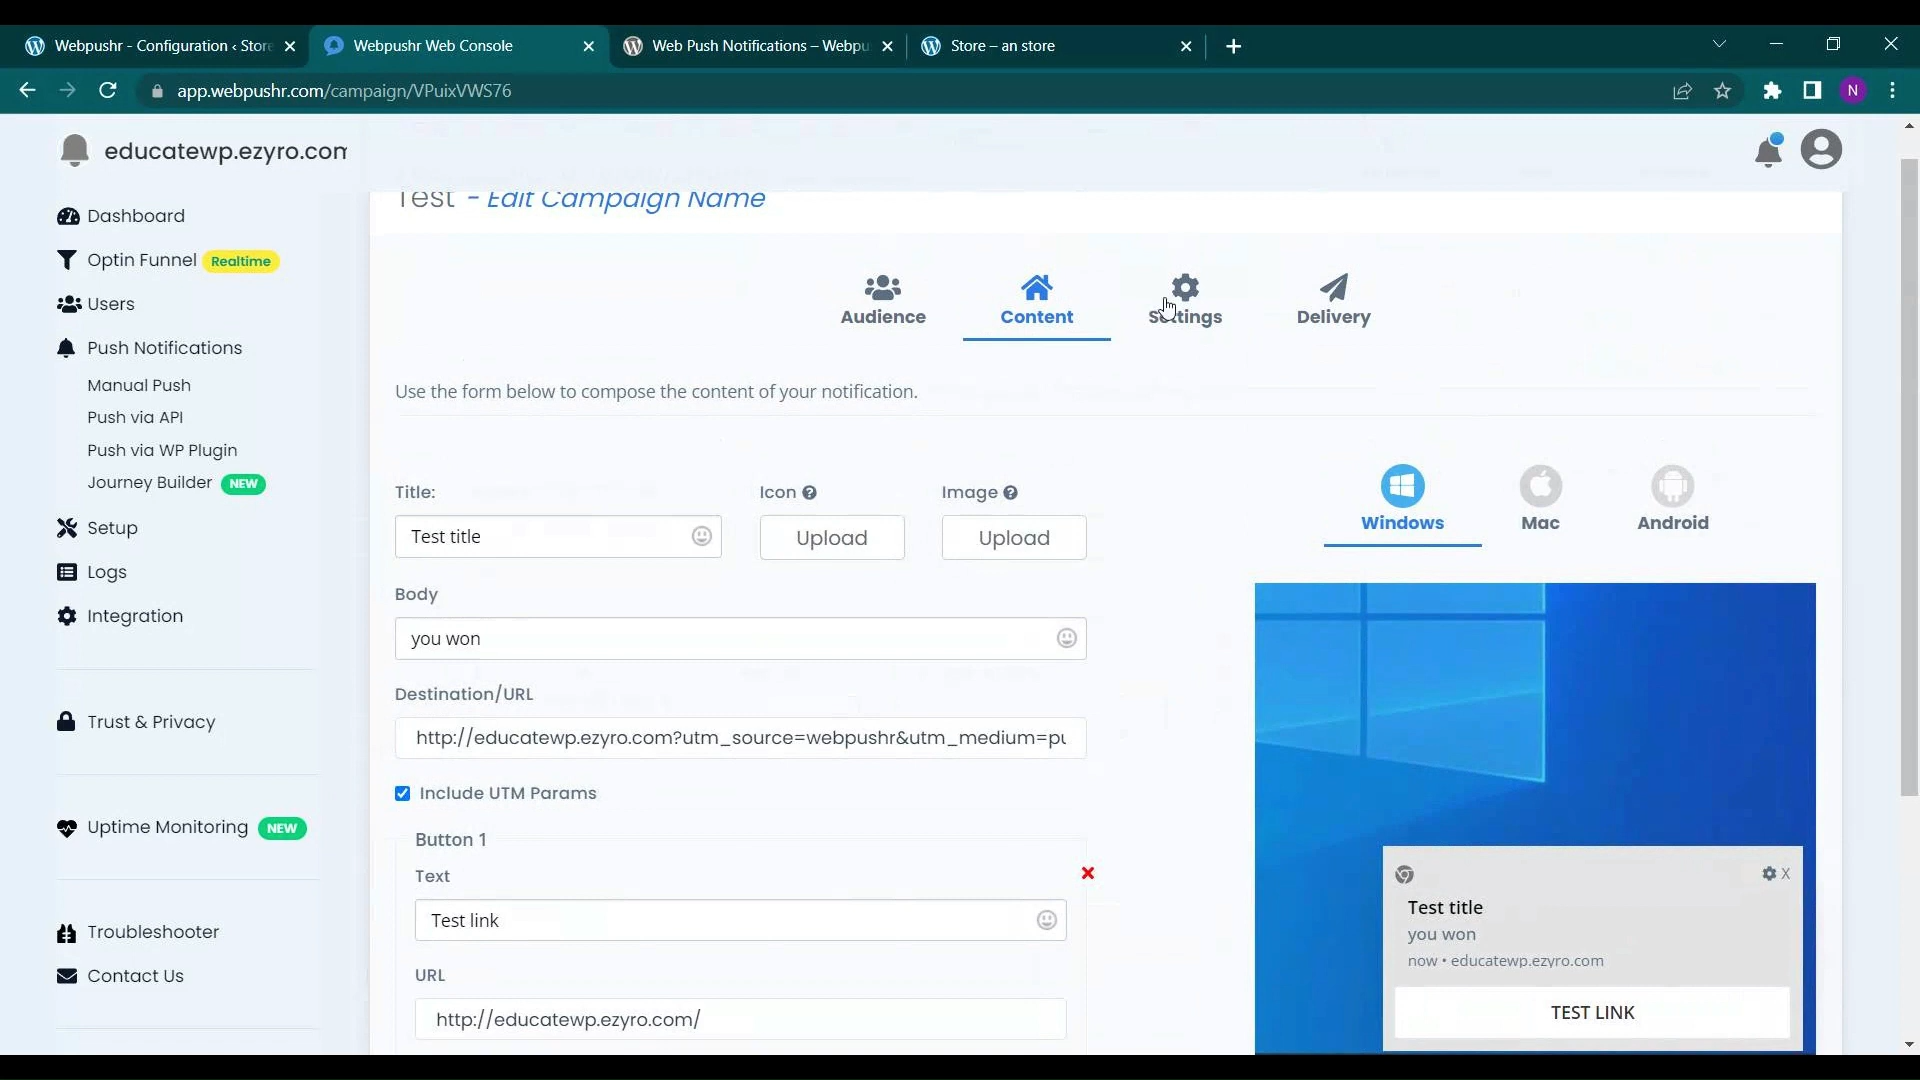 Webpushr - Configuration ‹ Store
Webpushr Web Console
Web Push Notifications – Webpu
Store – an store
app.webpushr.com/campaign/VPuixVWS76
N
educatewp.ezyro.com
Test - Edit Campaign Name
Dashboard
Optin Funnel Realtime
Users
Push Notifications
Manual Push
Push via API
Push via WP Plugin
Journey Builder NEW
Setup
Logs
Integration
Trust & Privacy
Uptime Monitoring NEW
Troubleshooter
Contact Us
Audience
Content
Settings
Delivery
Use the form below to compose the content of your notification.
Title:
Icon
Image
Test title
Upload
Upload
Body
you won
Destination/URL
http://educatewp.ezyro.com?utm_source=webpushr&utm_medium=pu
Include UTM Params
Button 1
Text
Test link
URL
http://educatewp.ezyro.com/
Windows
Mac
Android
X
Test title
you won
now • educatewp.ezyro.com
TEST LINK